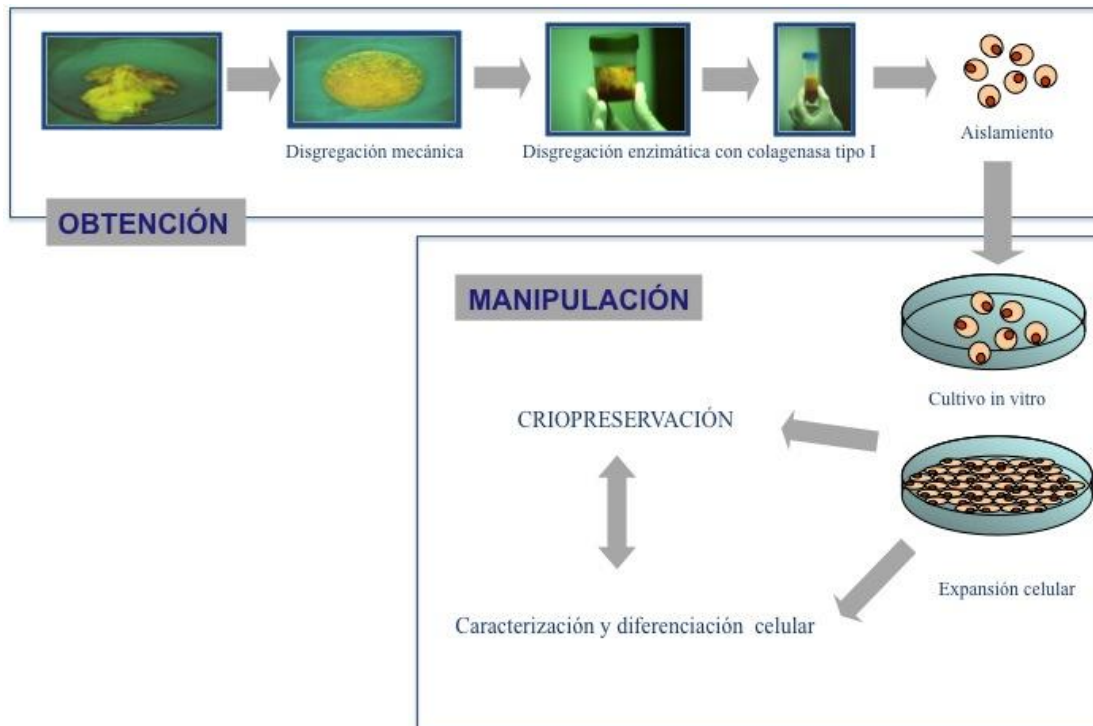 Disgregación mecánica
Disgregación enzimática con colagenasa tipo I
Aislamiento
OBTENCIÓN
MANIPULACIÓN
Cultivo in vitro
CRIOPRESERVACIÓN
Expansión celular
Caracterización y diferenciación celular